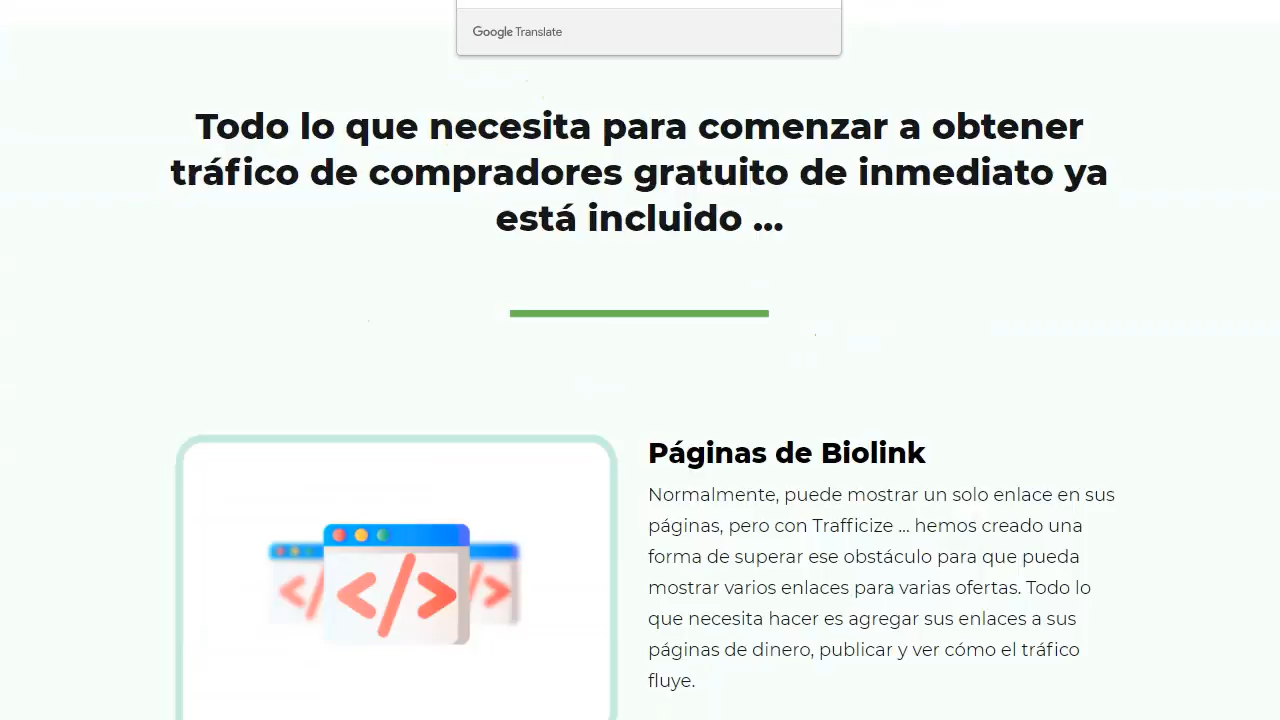 Google Translate
Todo lo que necesita para comenzar a obtener
tráfico de compradores gratuito de inmediato ya
está incluido ...
Páginas de Biolink
Normalmente, puede mostrar un solo enlace en sus
páginas, pero con Trafficize ... hemos creado una
forma de superar ese obstáculo para que pueda
mostrar varios enlaces para varias ofertas. Todo lo
que necesita hacer es agregar sus enlaces a sus
páginas de dinero, publicar y ver cómo el tráfico
fluye.